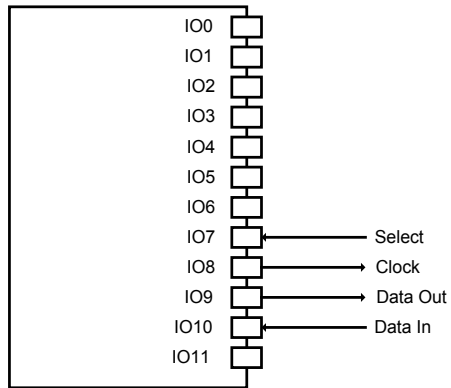 IO0
IO1
IO2
IO3
IO4
IO5
IO6
IO7 Select
IO8 Clock
IO9 Data Out
IO10 Data In
IO11